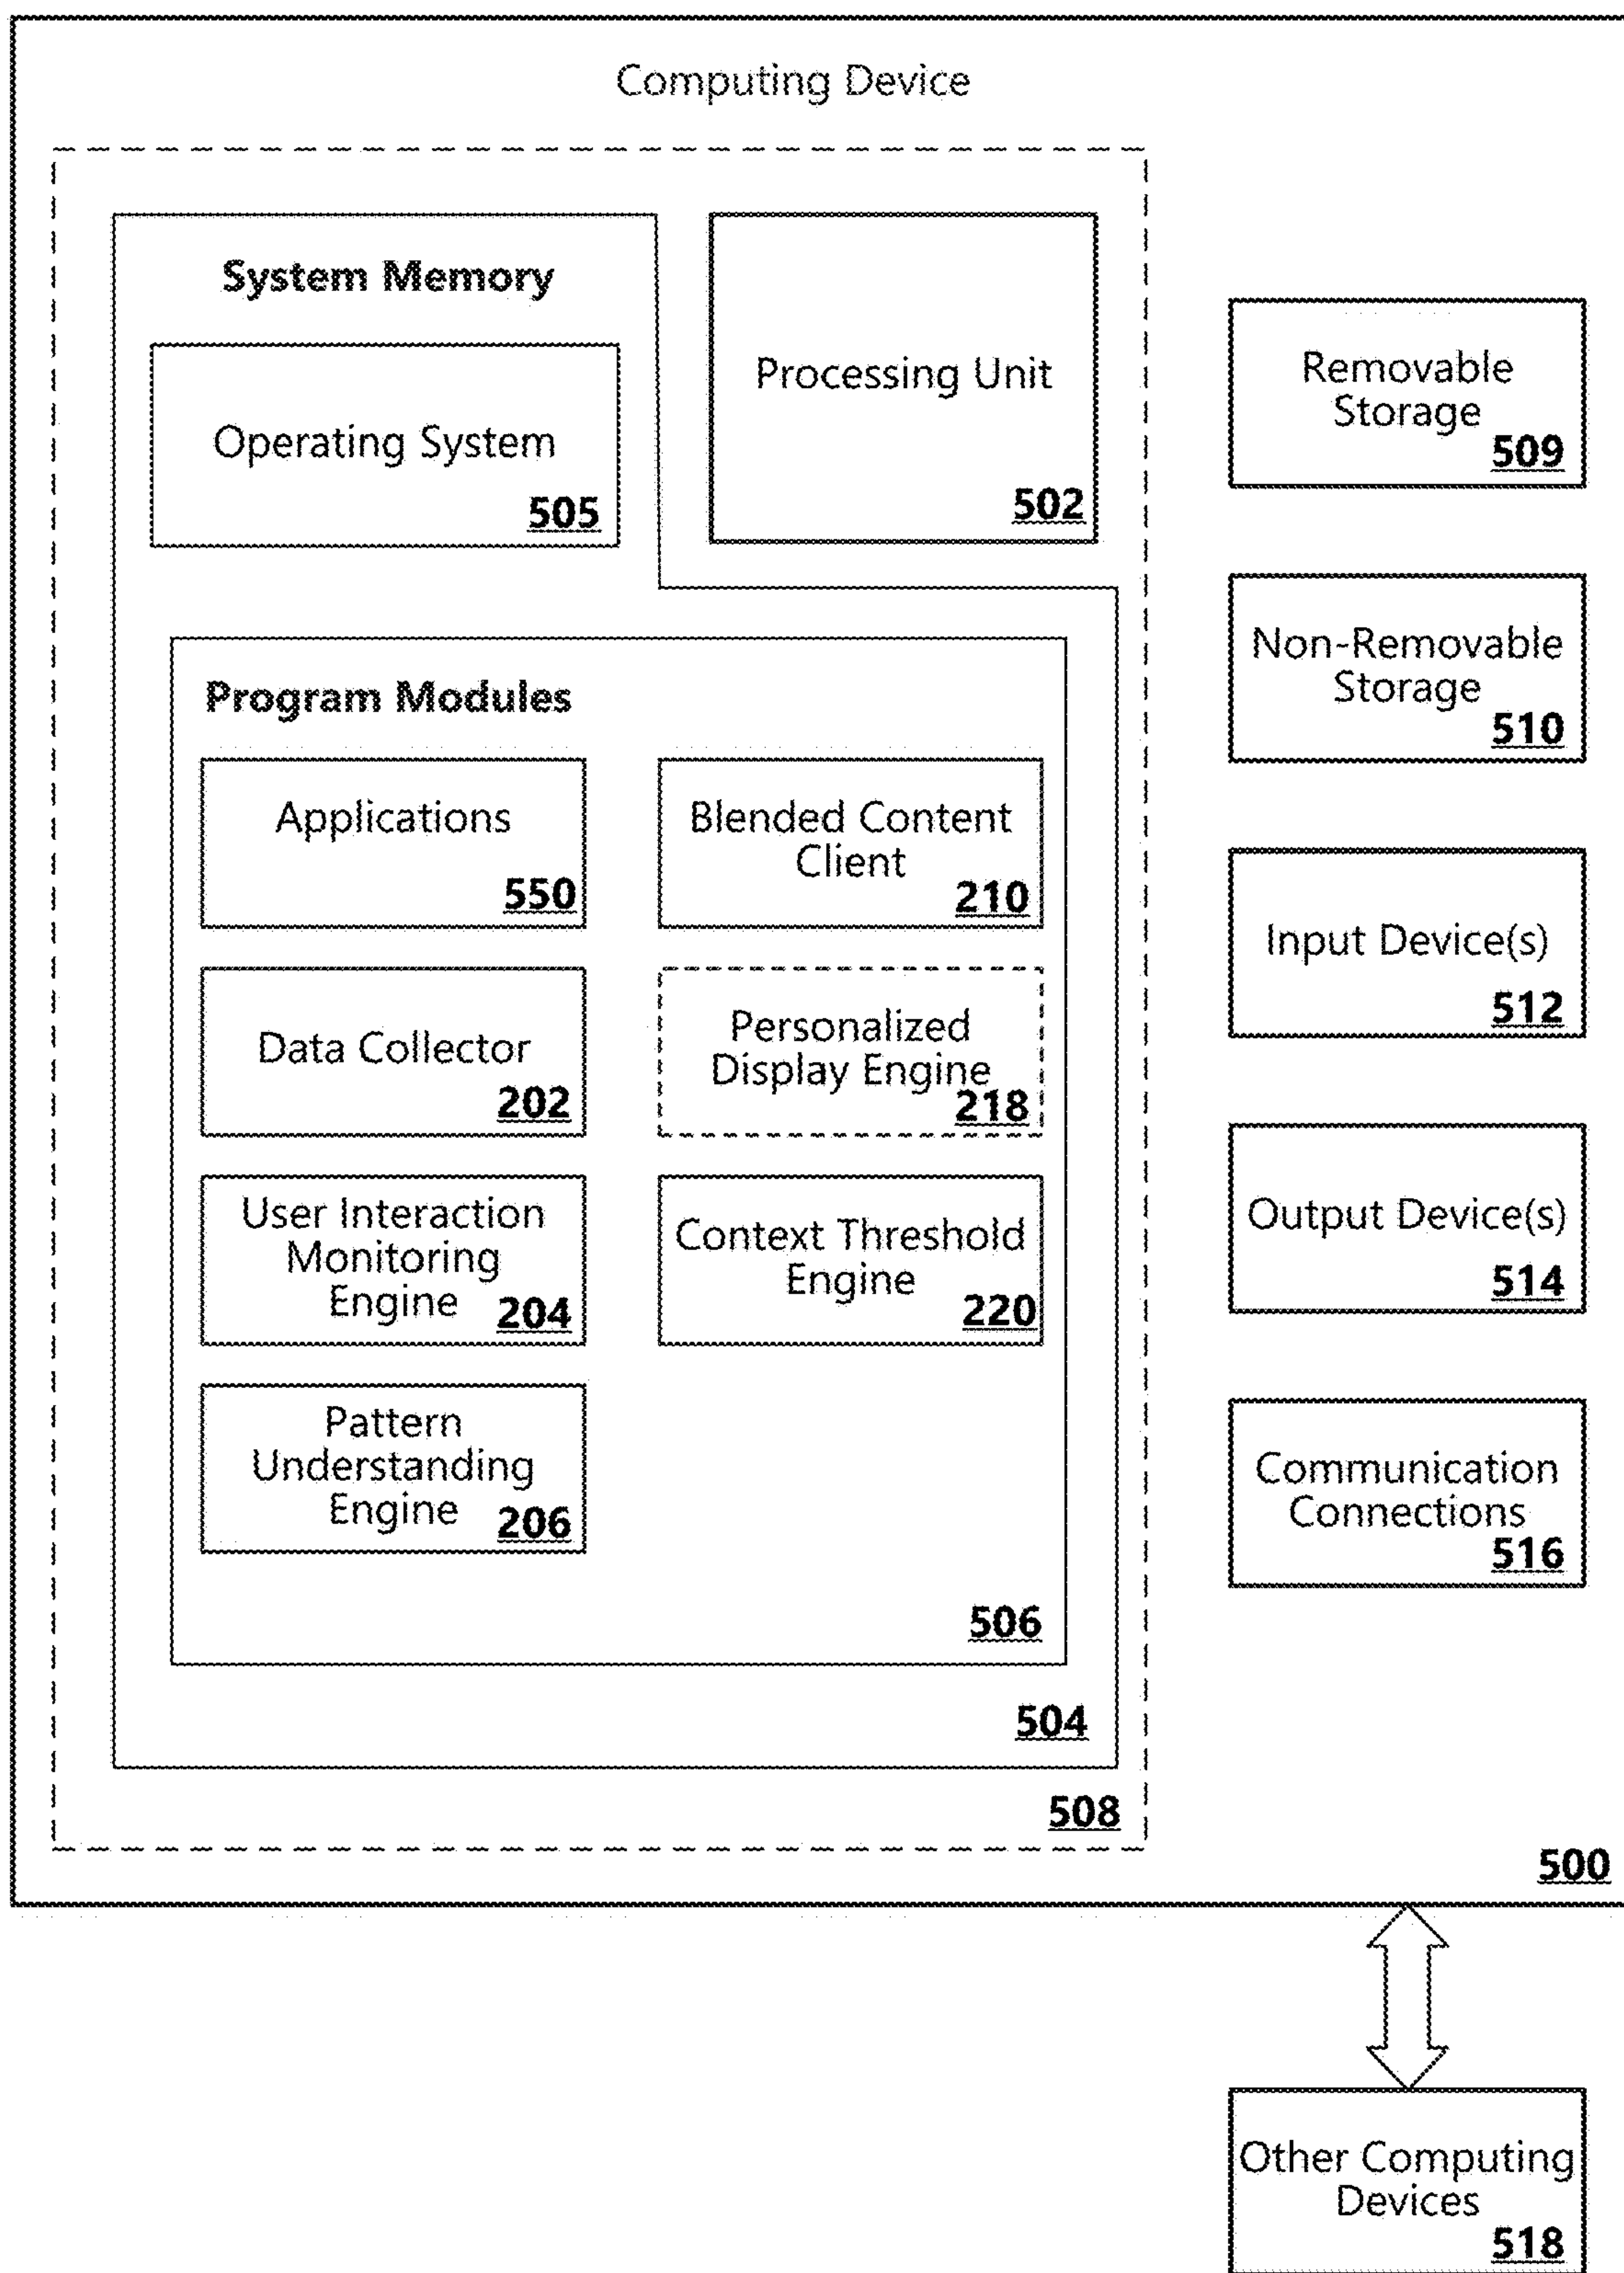 Computing Device
System Memory
Operating System
505
Processing Unit
502
Program Modules
Applications
550
Blended Content
Client
210
Data Collector
202
Personalized
Display Engine
218
User Interaction
Monitoring
Engine
204
Context Threshold
Engine
220
Pattern
Understanding
Engine
206
506
504
508
Removable
Storage
509
Non-Removable
Storage
510
Input Device(s)
512
Output Device(s)
514
Communication
Connections
516
500
Other Computing
Devices
518